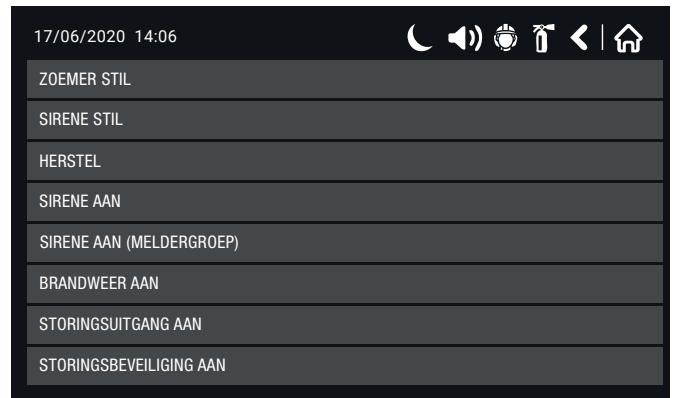 17/06/2020 14:06
ZOEMER STIL
SIRENE STIL
HERSTEL
SIRENE AAN
SIRENE AAN (MELDERGROEP)
BRANDWEER AAN
STORINGSUITGANG AAN
STORINGSBEVEILIGING AAN